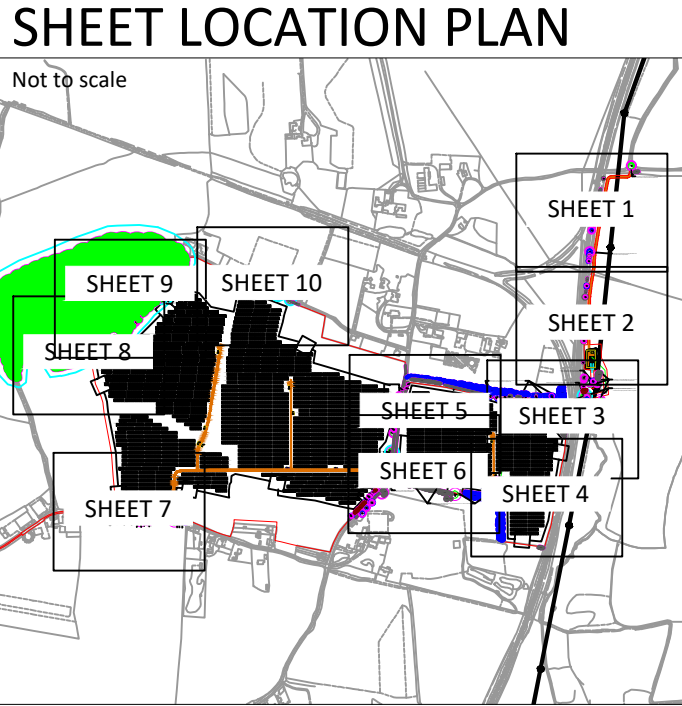 SHEET LOCATION PLAN
Not to scale
SHEET 1
SHEET 9
SHEET 10
SHEET 2
SHEET 8
SHEET 5
SHEET 3
SHEET 6
SHEET 4
SHEET 7